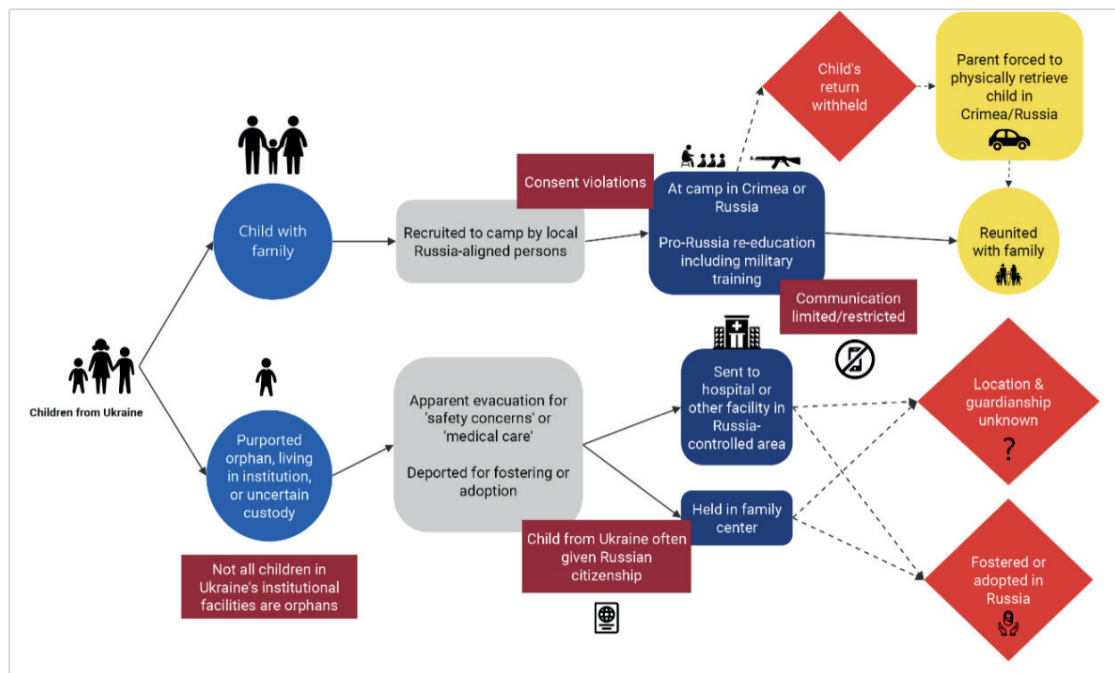 Child's
return
withheld
Parent forced to
physically retrieve
child in
Crimea/Russia
Consent violations
At camp in Crimea or
Russia
Pro-Russia re-education
including military
training
Child with
family
Recruited to camp by local
Russia-aligned persons
Reunited
with family
Communication
limited/restricted
Children from Ukraine
Purported
orphan, living
in institution,
or uncertain
custody
Apparent evacuation for
'safety concerns' or
'medical care'
Deported for fostering or
adoption
Sent to
hospital or
other facility in
Russia-
controlled area
Location &
guardianship
unknown
?
Held in family
center
Not all children in
Ukraine's institutional
facilities are orphans
Child from Ukraine often
given Russian
citizenship
Fostered or
adopted in
Russia